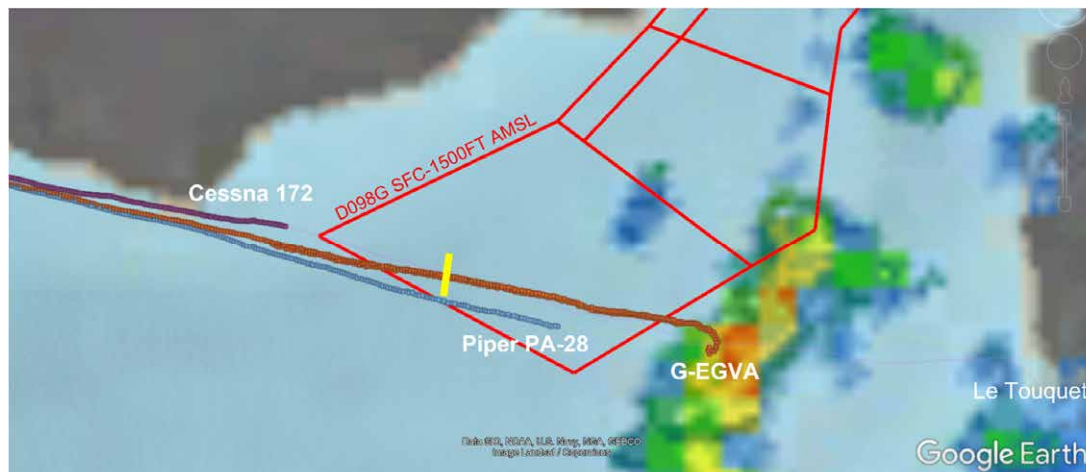 D098G SFC-1500FT AMSL
Cessna 172
Piper PA-28
G-EGVA
Le Touquet
Data SIO, NOAA, U.S. Navy, NGA, GEBCO
Image Landsat / Copernicus
Google Earth